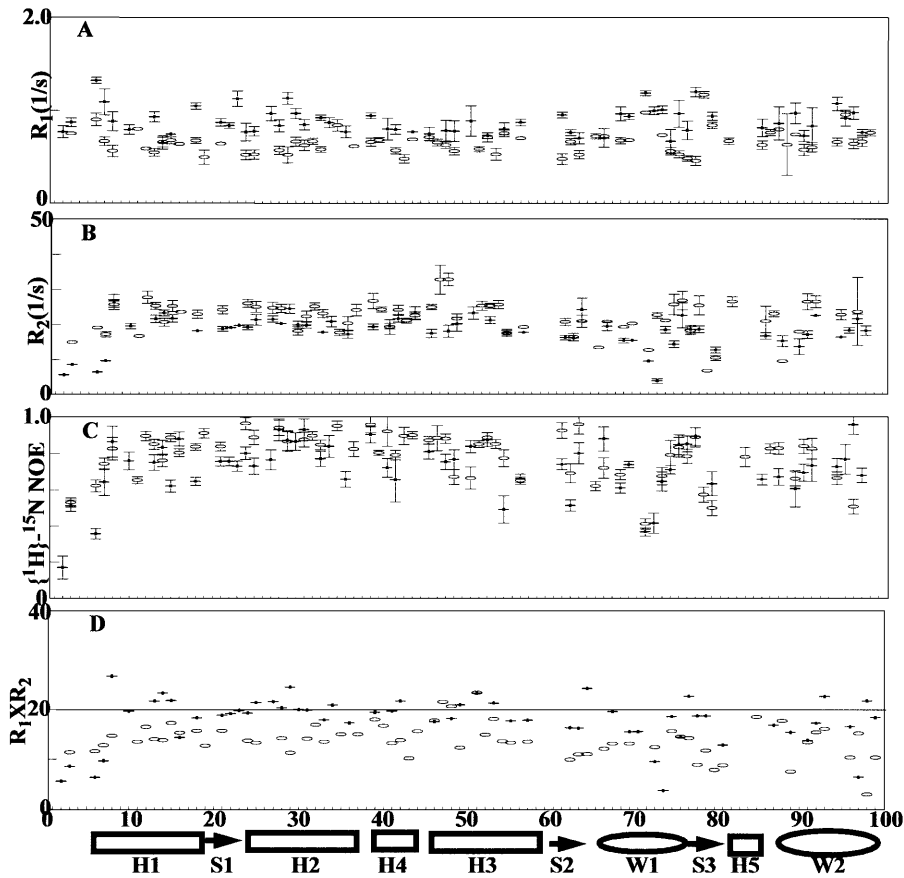 2.0
A
R1(1/s)
0
50
B
R2(1/s)
0
1.0
C
{¹H}-¹⁵N NOE
0
40
D
20
R1XR2
0
0 10 20 30 40 50 60 70 80 90 100
H1 S1 H2 H4 H3 S2 W1 S3 H5 W2